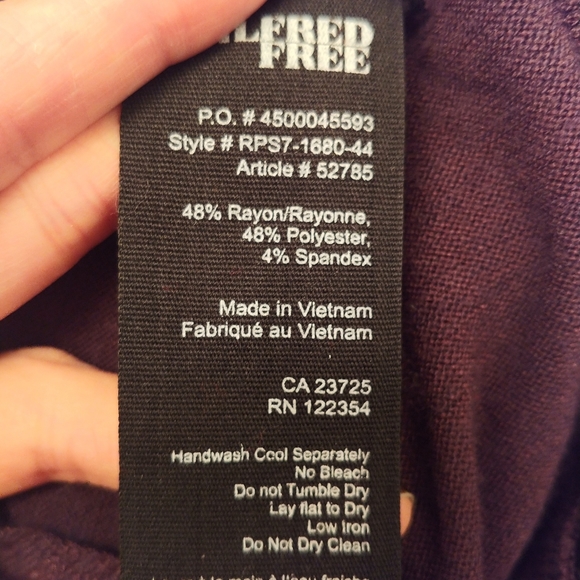 FREE
P.O. # 4500045593
Style # RPS7-1680-44
Article # 52785
48% Rayon/Rayonne,
48% Polyester,
4% Spandex
Made in Vietnam
Fabriqué au Vietnam
CA 23725
RN 122354
Handwash Cool Separately
No Bleach
Do not Tumble Dry
Lay flat to Dry
Low Iron
Do Not Dry Clean